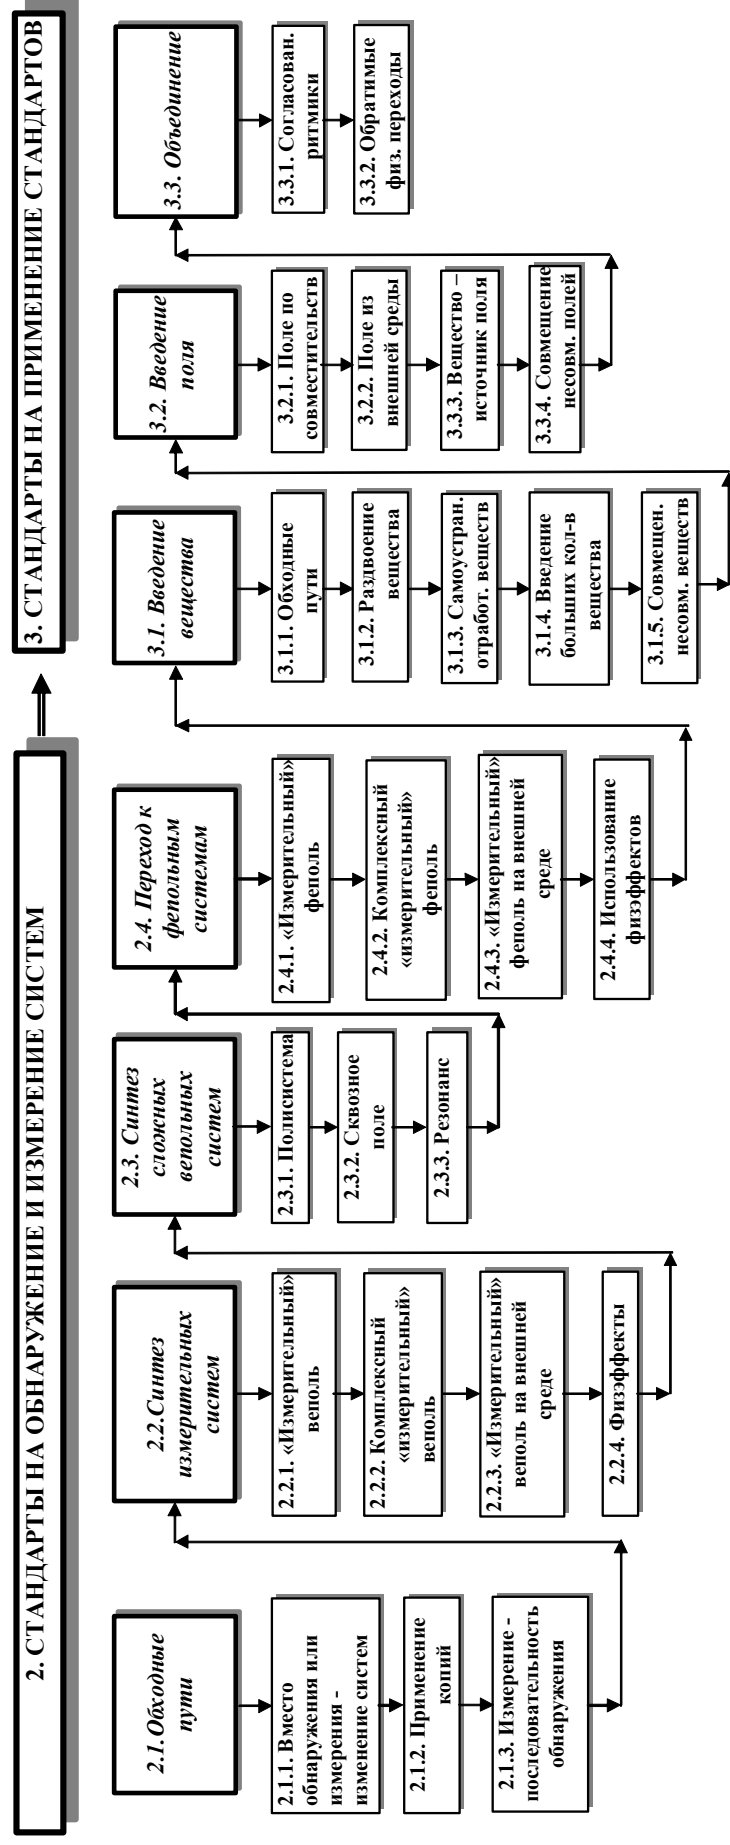 2. СТАНДАРТЫ НА ОБНАРУЖЕНИЕ И ИЗМЕРЕНИЕ СИСТЕМ
2.1.Обходные
пути
2.1.1. Вместо
обнаружения или
измерения -
изменение систем
2.1.2. Применение
копий
2.1.3. Измерение -
последовательность
обнаружения
2.2.Синтез
измерительных
систем
2.2.1. «Измерительный»
веполь
2.2.2. Комплексный
«измерительный»
веполь
2.2.3. «Измерительный»
веполь на внешней
среде
2.2.4. Физэффекты
2.3. Синтез
сложных
вепольных
систем
2.3.1. Полисистема
2.3.2. Сквозное
поле
2.3.3. Резонанс
2.4. Переход к
фепольным
системам
2.4.1. «Измерительный»
феполь
2.4.2. Комплексный
«измерительный»
феполь
2.4.3. «Измерительный»
феполь на внешней
среде
2.4.4. Использование
физэффектов
3. СТАНДАРТЫ НА ПРИМЕНЕНИЕ СТАНДАРТОВ
3.1. Введение
вещества
3.1.1. Обходные
пути
3.1.2. Раздвоение
вещества
3.1.3. Самоустран.
отработ. веществ
3.1.4. Введение
больших кол-в
вещества
3.1.5. Совмещен.
несовм. веществ
3.2. Введение
поля
3.2.1. Поле по
совместительств
3.2.2. Поле из
внешней среды
3.3.3. Вещество –
источник поля
3.3.4. Совмещение
несовм. полей
3.3. Объединение
3.3.1. Согласован.
ритмики
3.3.2. Обратимые
физ. переходы